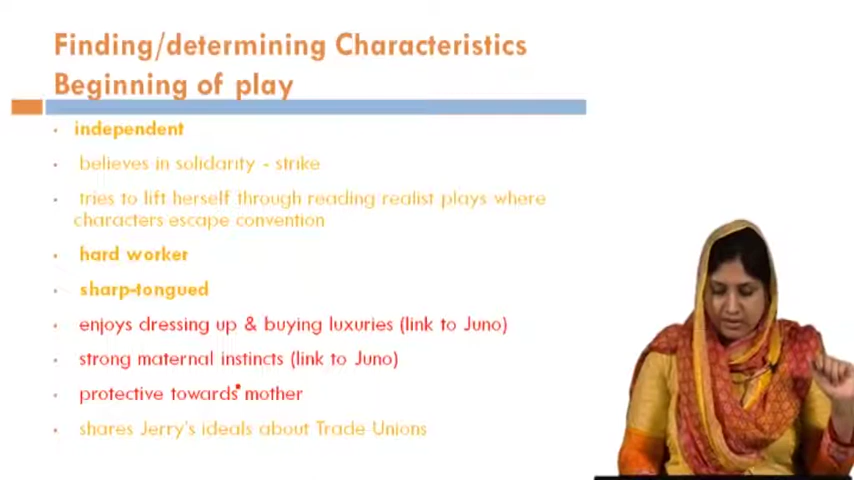 Finding/determining Characteristics
Beginning of play
• independent
• believes in solidarity - strike
• tries to lift herself through reading realist plays where
characters escape convention
• hard worker
• sharp-tongued
• enjoys dressing up & buying luxuries (link to Juno)
• strong maternal instincts (link to Juno)
• protective towards mother
• shares Jerry's ideals about Trade Unions